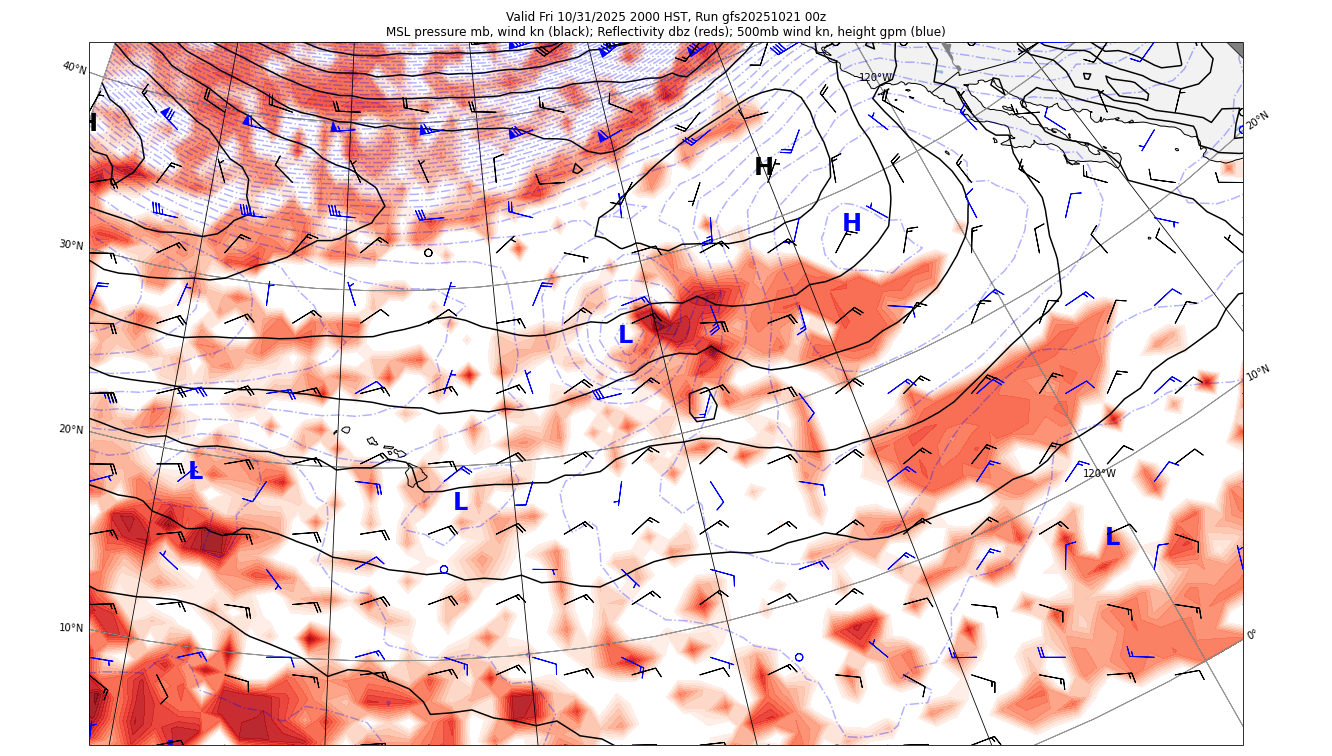 Valid Fri 10/31/2025 2000 HST, Run gfs20251021 00z
MSL pressure mb, wind kn (black); Reflectivity dbz (reds); 500mb wind kn, height gpm (blue)
40°N
120°W
20°N
H
H
H
30°N
L
10°N
20°N
L
120°W
L
L
10°N
0°